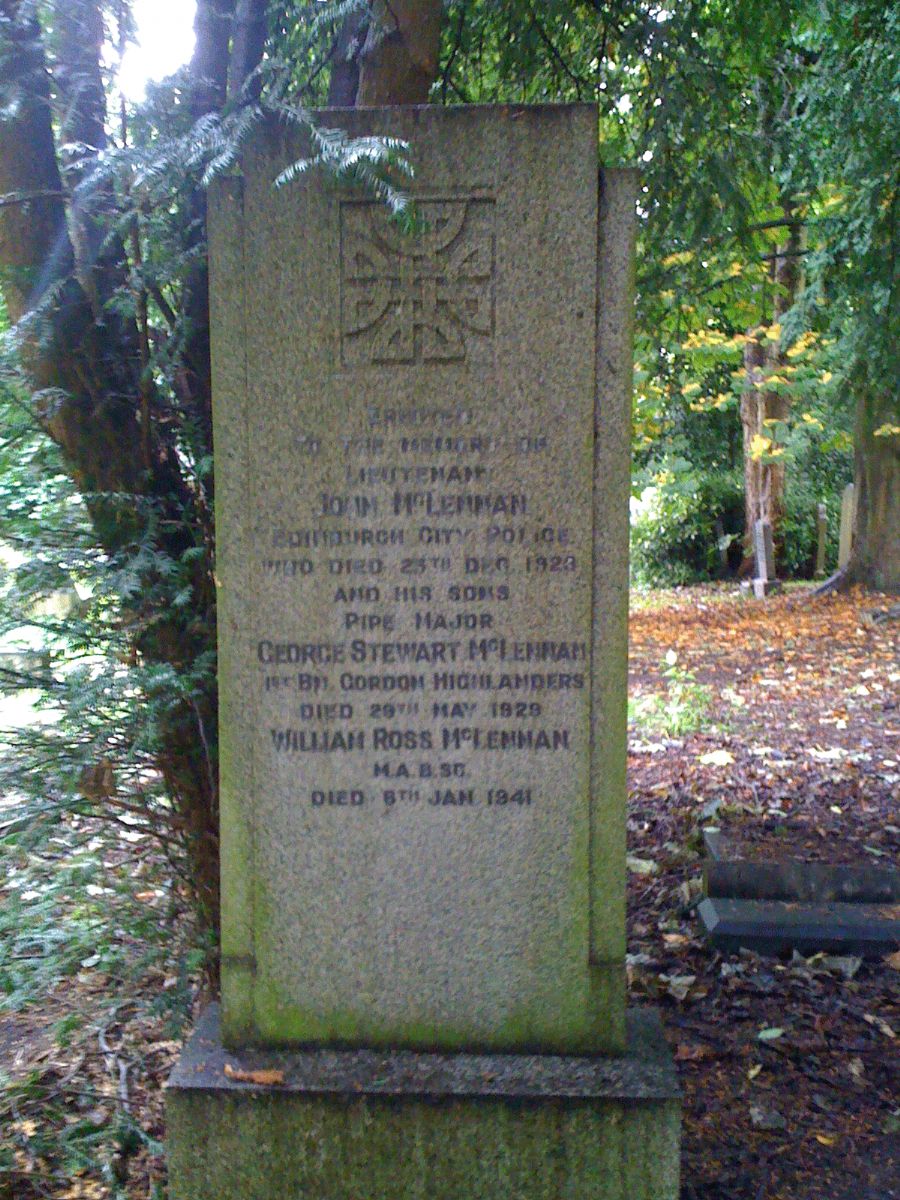 ERECTED
TO THE MEMORY OF
LIEUTENANT
JOHN McLENNAN
EDINBURGH CITY POLICE
WHO DIED 25TH DEC. 1923
AND HIS SONS
PIPE MAJOR
GEORGE STEWART McLENNAN
1ST BN. GORDON HIGHLANDERS
DIED 29TH MAY 1929
WILLIAM ROSS McLENNAN
M.A.B.SC.
DIED 6TH JAN 1941